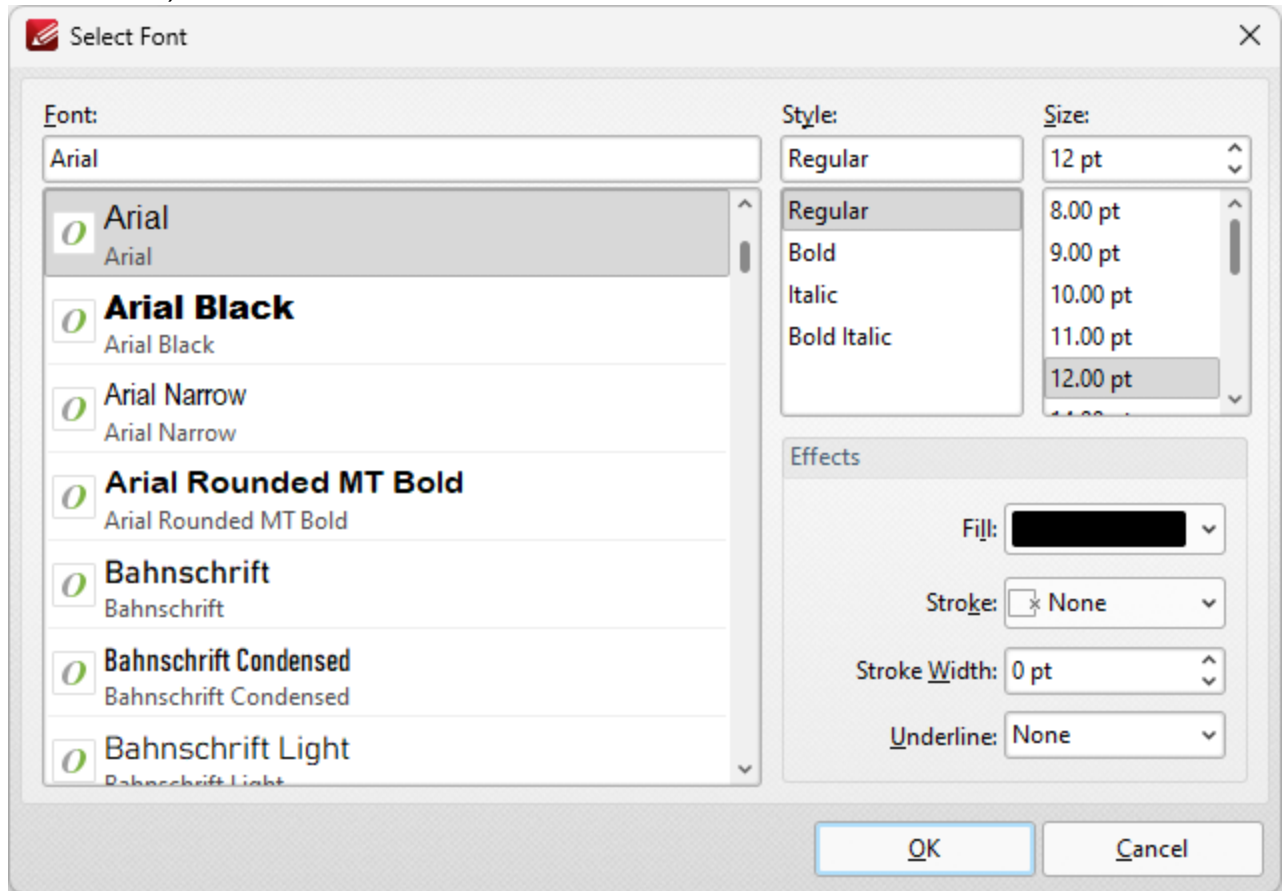 Select Font
Font:
Arial
Arial
Arial
Arial Black
Arial Black
Arial Narrow
Arial Narrow
Arial Rounded MT Bold
Arial Rounded MT Bold
Bahnschrift
Bahnschrift
Bahnschrift Condensed
Bahnschrift Condensed
Bahnschrift Light
Bahnschrift Light
Style:
Regular
Regular
Bold
Italic
Bold Italic
Size:
12 pt
8.00 pt
9.00 pt
10.00 pt
11.00 pt
12.00 pt
Effects
Fill:
Stroke: None
Stroke Width: 0 pt
Underline: None
OK
Cancel